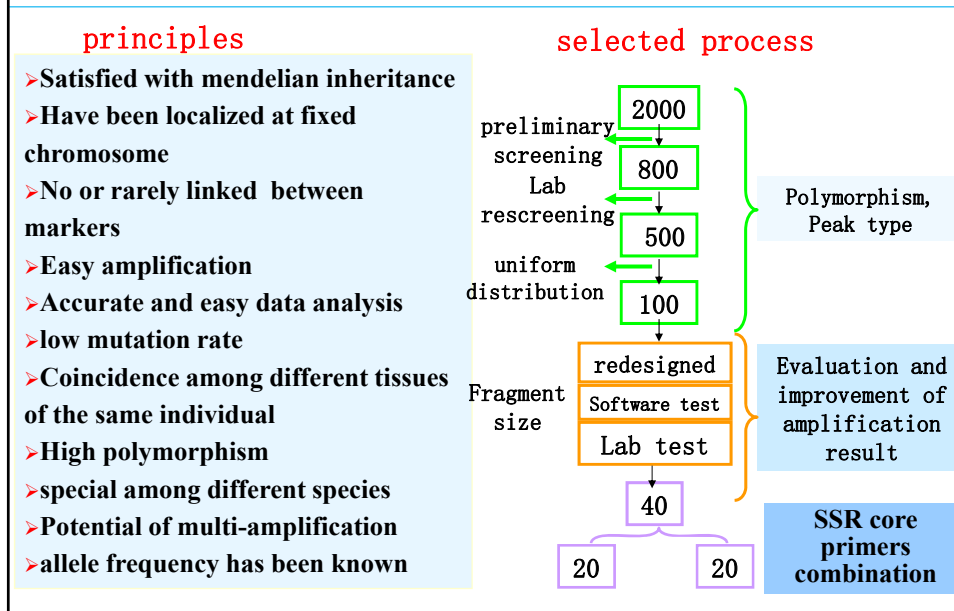 principles
➢Satisfied with mendelian inheritance
➢Have been localized at fixed
chromosome
➢No or rarely linked between
markers
➢Easy amplification
➢Accurate and easy data analysis
➢low mutation rate
➢Coincidence among different tissues
of the same individual
➢High polymorphism
➢special among different species
➢Potential of multi-amplification
➢allele frequency has been known
selected process
2000
preliminary
screening
800
Lab
rescreening
500
uniform
distribution
100
Polymorphism,
Peak type
redesigned
Software test
Lab test
Fragment
size
Evaluation and
improvement of
amplification
result
40
20
20
SSR core
primers
combination